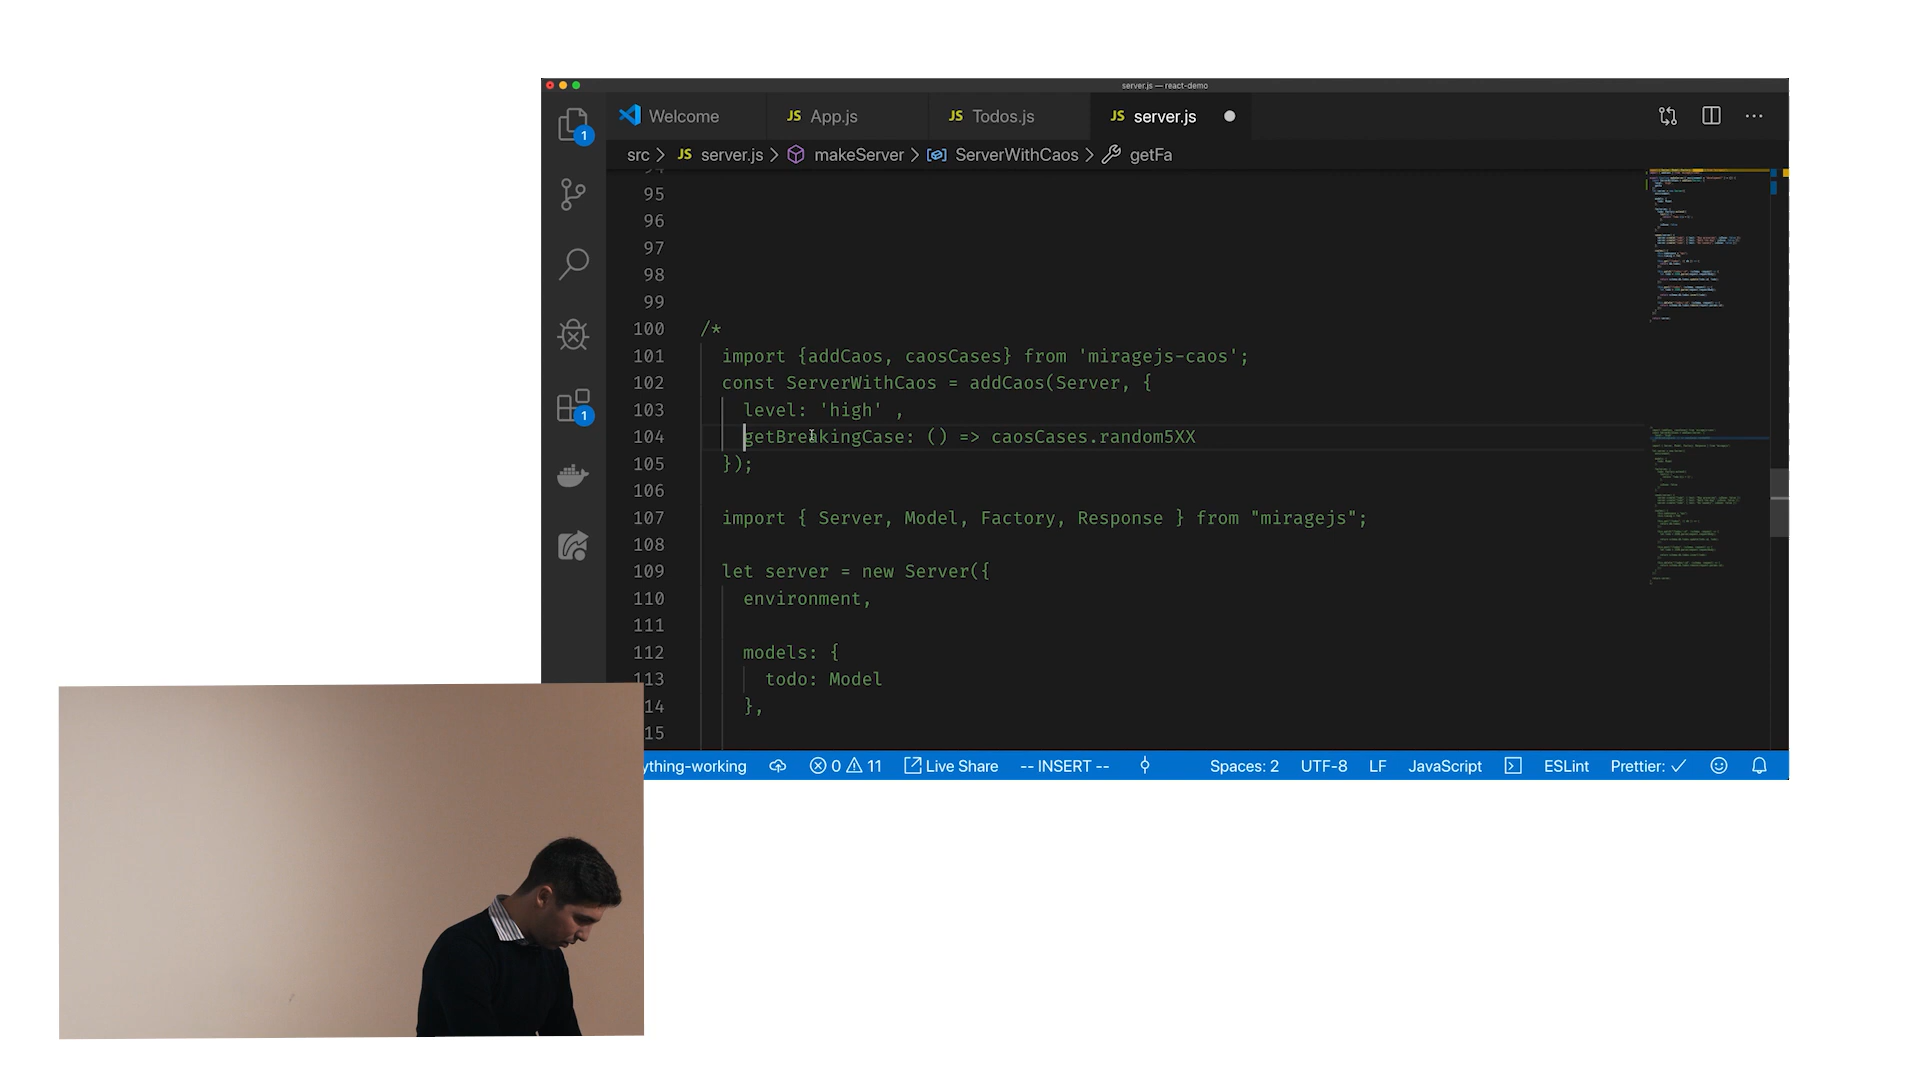 server.js — react-demo
Welcome
JS App.js
JS Todos.js
JS server.js
1
src > JS server.js > makeServer > ServerWithCaos > getFa
95
96
97
98
99
100 /*
101 import {addCaos, caosCases} from 'miragejs-caos';
102 const ServerWithCaos = addCaos(Server, {
103 level: 'high' ,
104 getBreakingCase: () => caosCases.random5XX
105 });
106
107 import { Server, Model, Factory, Response } from "miragejs";
108
109 let server = new Server({
110 environment,
111
112 models: {
113 todo: Model
14 },
15
1
ything-working 0 11 Live Share -- INSERT -- Spaces: 2 UTF-8 LF JavaScript ESLint Prettier: ✓